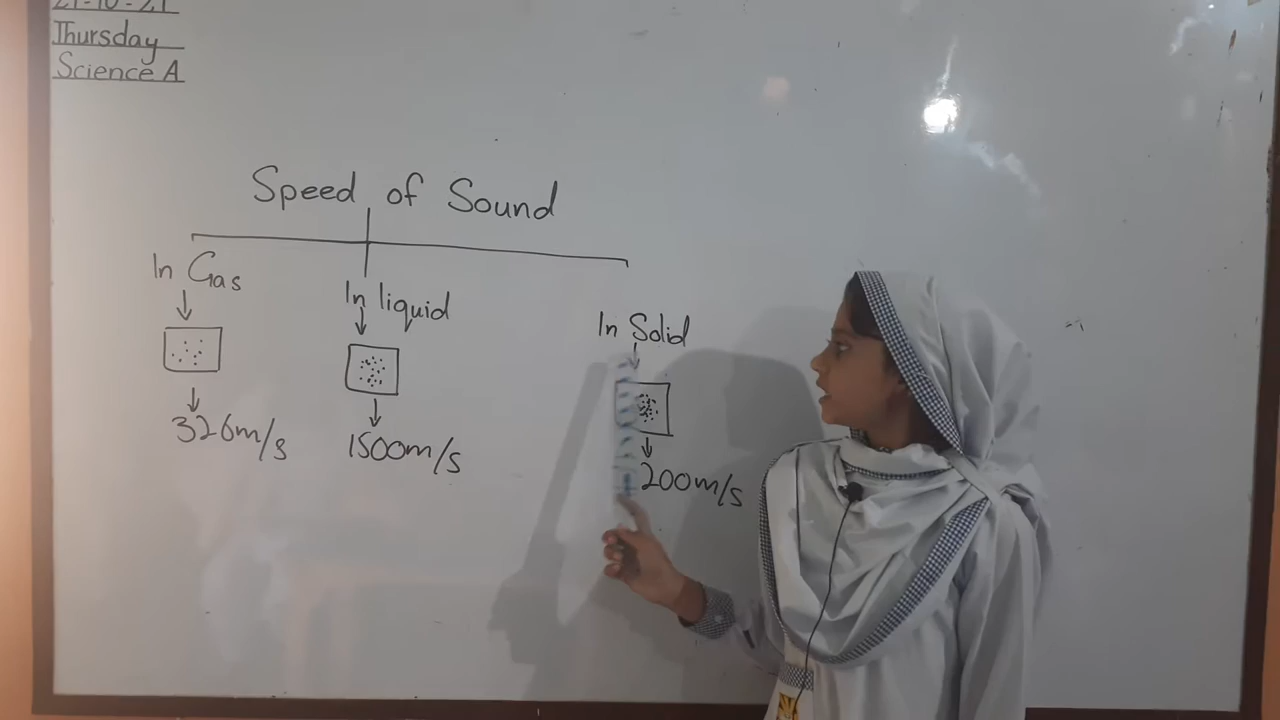 Thursday
Science A
Speed of Sound
In Gas
In liquid
In Solid
326m/s
1500m/s
200m/s